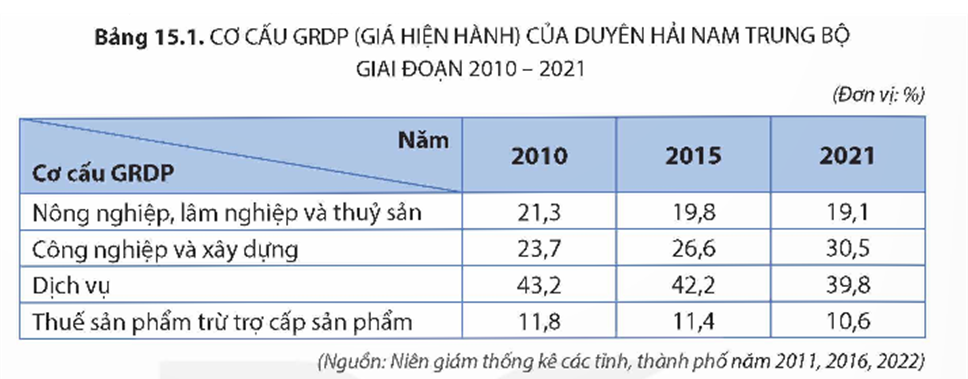 Bảng 15.1. CƠ CẤU GRDP (GIÁ HIỆN HÀNH) CỦA DUYÊN HẢI NAM TRUNG BỘ
GIAI ĐOẠN 2010 – 2021
(Đơn vị: %)
Năm
Cơ cấu GRDP
2010 2015 2021
Nông nghiệp, lâm nghiệp và thuỷ sản 21,3 19,8 19,1
Công nghiệp và xây dựng 23,7 26,6 30,5
Dịch vụ 43,2 42,2 39,8
Thuế sản phẩm trừ trợ cấp sản phẩm 11,8 11,4 10,6
(Nguồn: Niên giám thống kê các tỉnh, thành phố năm 2011, 2016, 2022)